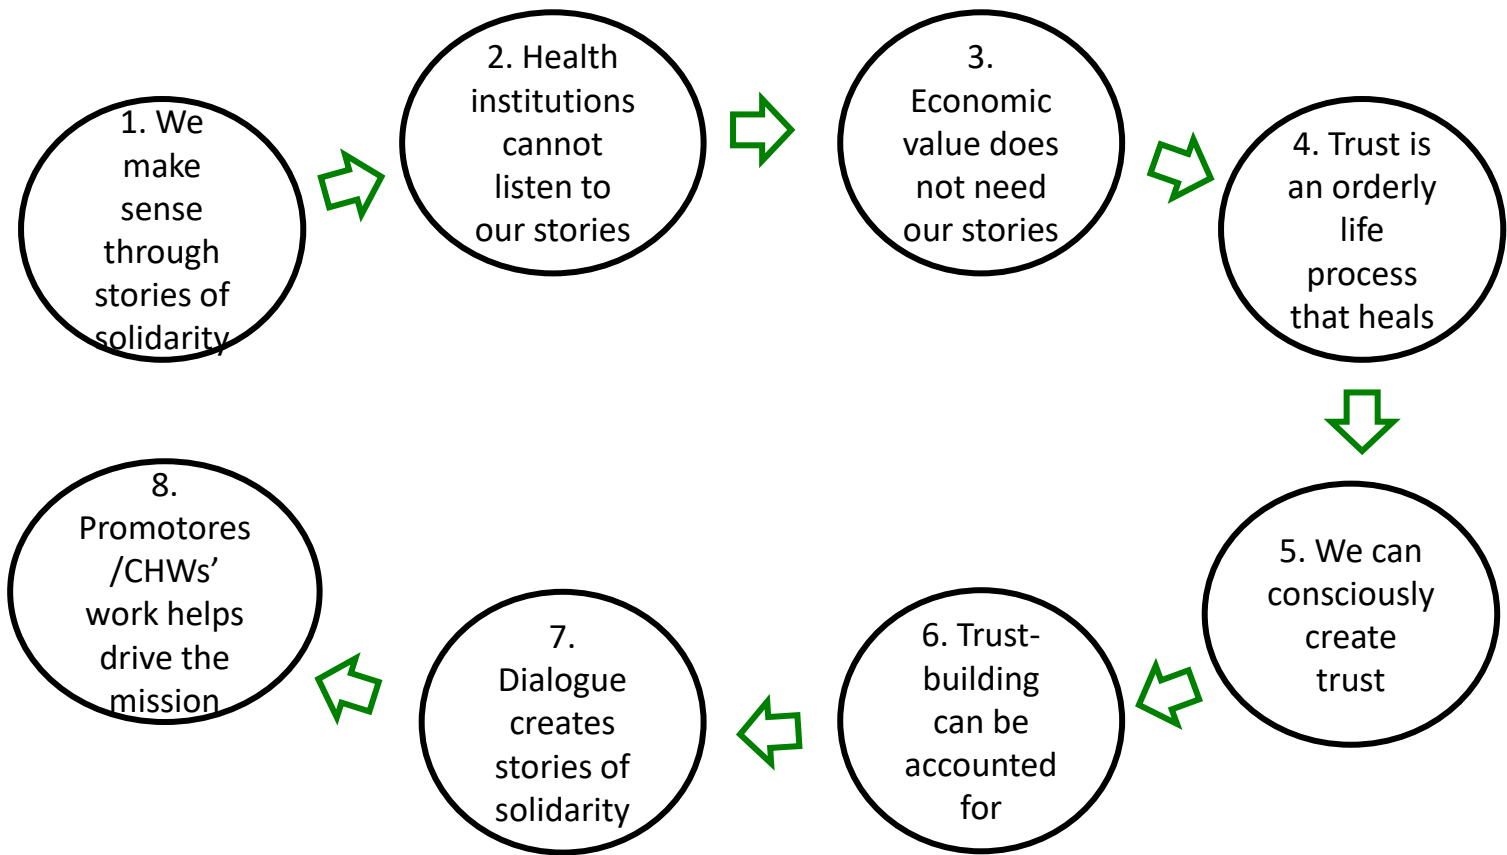 1. We
make
sense
through
stories of
solidarity
2. Health
institutions
cannot
listen to
our stories
3.
Economic
value does
not need
our stories
4. Trust is
an orderly
life
process
that heals
5. We can
consciously
create
trust
6. Trust-
building
can be
accounted
for
7.
Dialogue
creates
stories of
solidarity
8.
Promotores
/CHWs’
work helps
drive the
mission